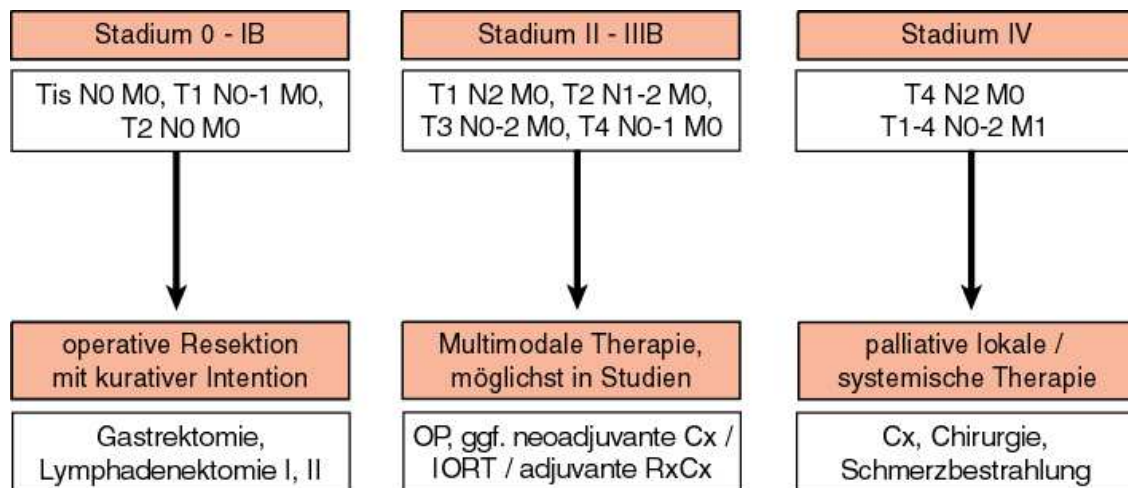 Stadium 0 - IB
Tis N0 M0, T1 N0-1 M0,
T2 N0 M0
operative Resektion
mit kurativer Intention
Gastrektomie,
Lymphadenektomie I, II
Stadium II - IIIB
T1 N2 M0, T2 N1-2 M0,
T3 N0-2 M0, T4 N0-1 M0
Multimodale Therapie,
möglichst in Studien
OP, ggf. neoadjuvante Cx /
IORT / adjuvante RxCx
Stadium IV
T4 N2 M0
T1-4 N0-2 M1
palliative lokale /
systemische Therapie
Cx, Chirurgie,
Schmerzbestrahlung